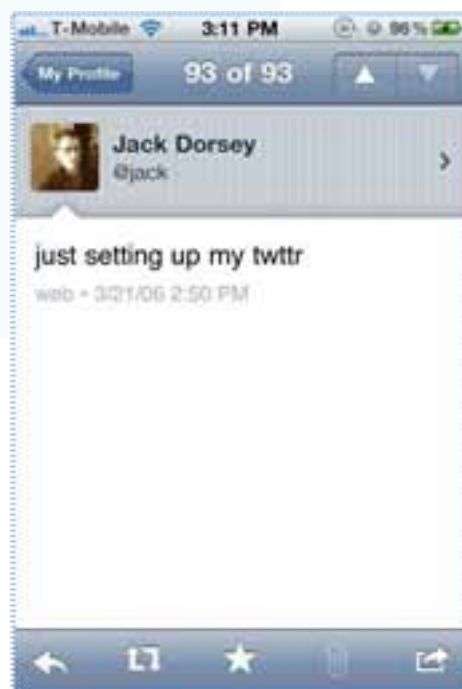 T-Mobile 3:11 PM 96 %
My Profile 93 of 93
Jack Dorsey
@jack
just setting up my twttr
web • 3/21/06 2:50 PM